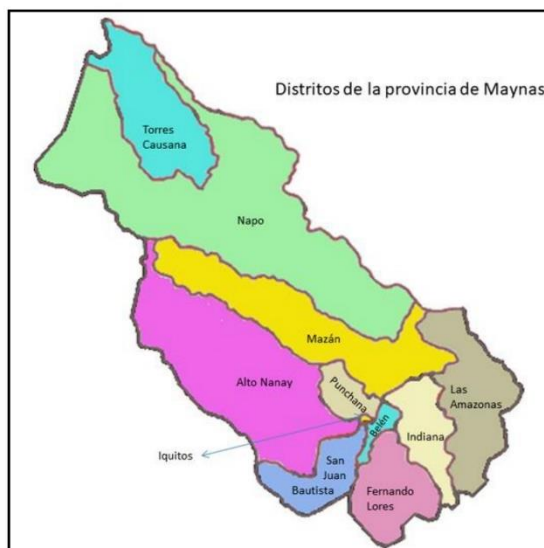 Distritos de la provincia de Maynas
Torres
Causana
Napo
Mazán
Alto Nanay
Punchana
Las
Amazonas
Belén
Indiana
Iquitos
San
Juan
Bautista
Fernando
Lores